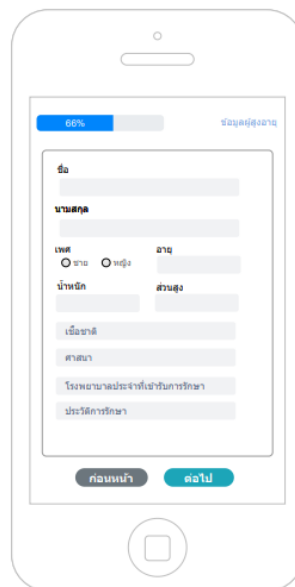 66%
ข้อมูลผู้สูงอายุ
ชื่อ
นามสกุล
เพศ อายุ
ชาย หญิง
น้ำหนัก ส่วนสูง
เชื้อชาติ
ศาสนา
โรงพยาบาลประจำที่เข้ารับการรักษา
ประวัติการรักษา
ก่อนหน้า ต่อไป